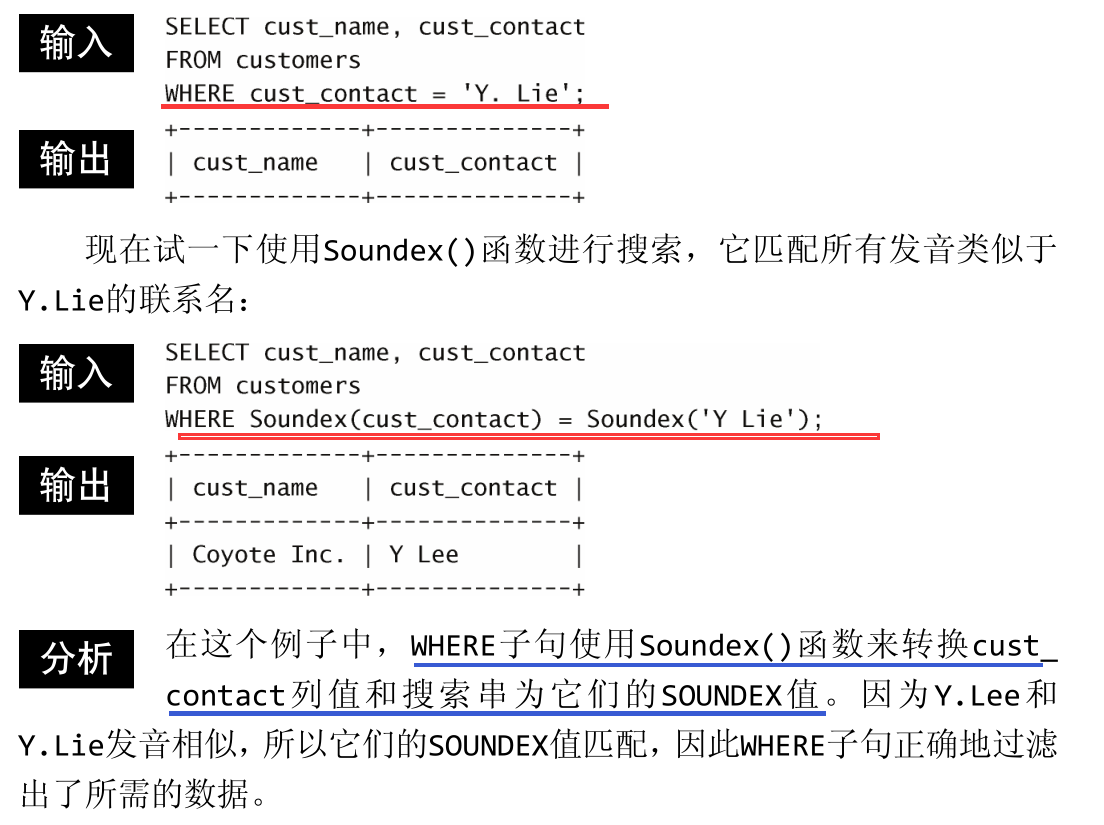 输入
SELECT cust_name, cust_contact
FROM customers
WHERE cust_contact = 'Y. Lie';
输出
+-------------+--------------+
| cust_name   | cust_contact |
+-------------+--------------+
现在试一下使用Soundex()函数进行搜索，它匹配所有发音类似于
Y.Lie的联系名：
输入
SELECT cust_name, cust_contact
FROM customers
WHERE Soundex(cust_contact) = Soundex('Y Lie');
输出
+-------------+--------------+
| cust_name   | cust_contact |
+-------------+--------------+
| Coyote Inc. | Y Lee        |
+-------------+--------------+
分析
在这个例子中，WHERE子句使用Soundex()函数来转换cust_
contact列值和搜索串为它们的SOUNDEX值。因为Y.Lee和
Y.Lie发音相似，所以它们的SOUNDEX值匹配，因此WHERE子句正确地过滤
出了所需的数据。